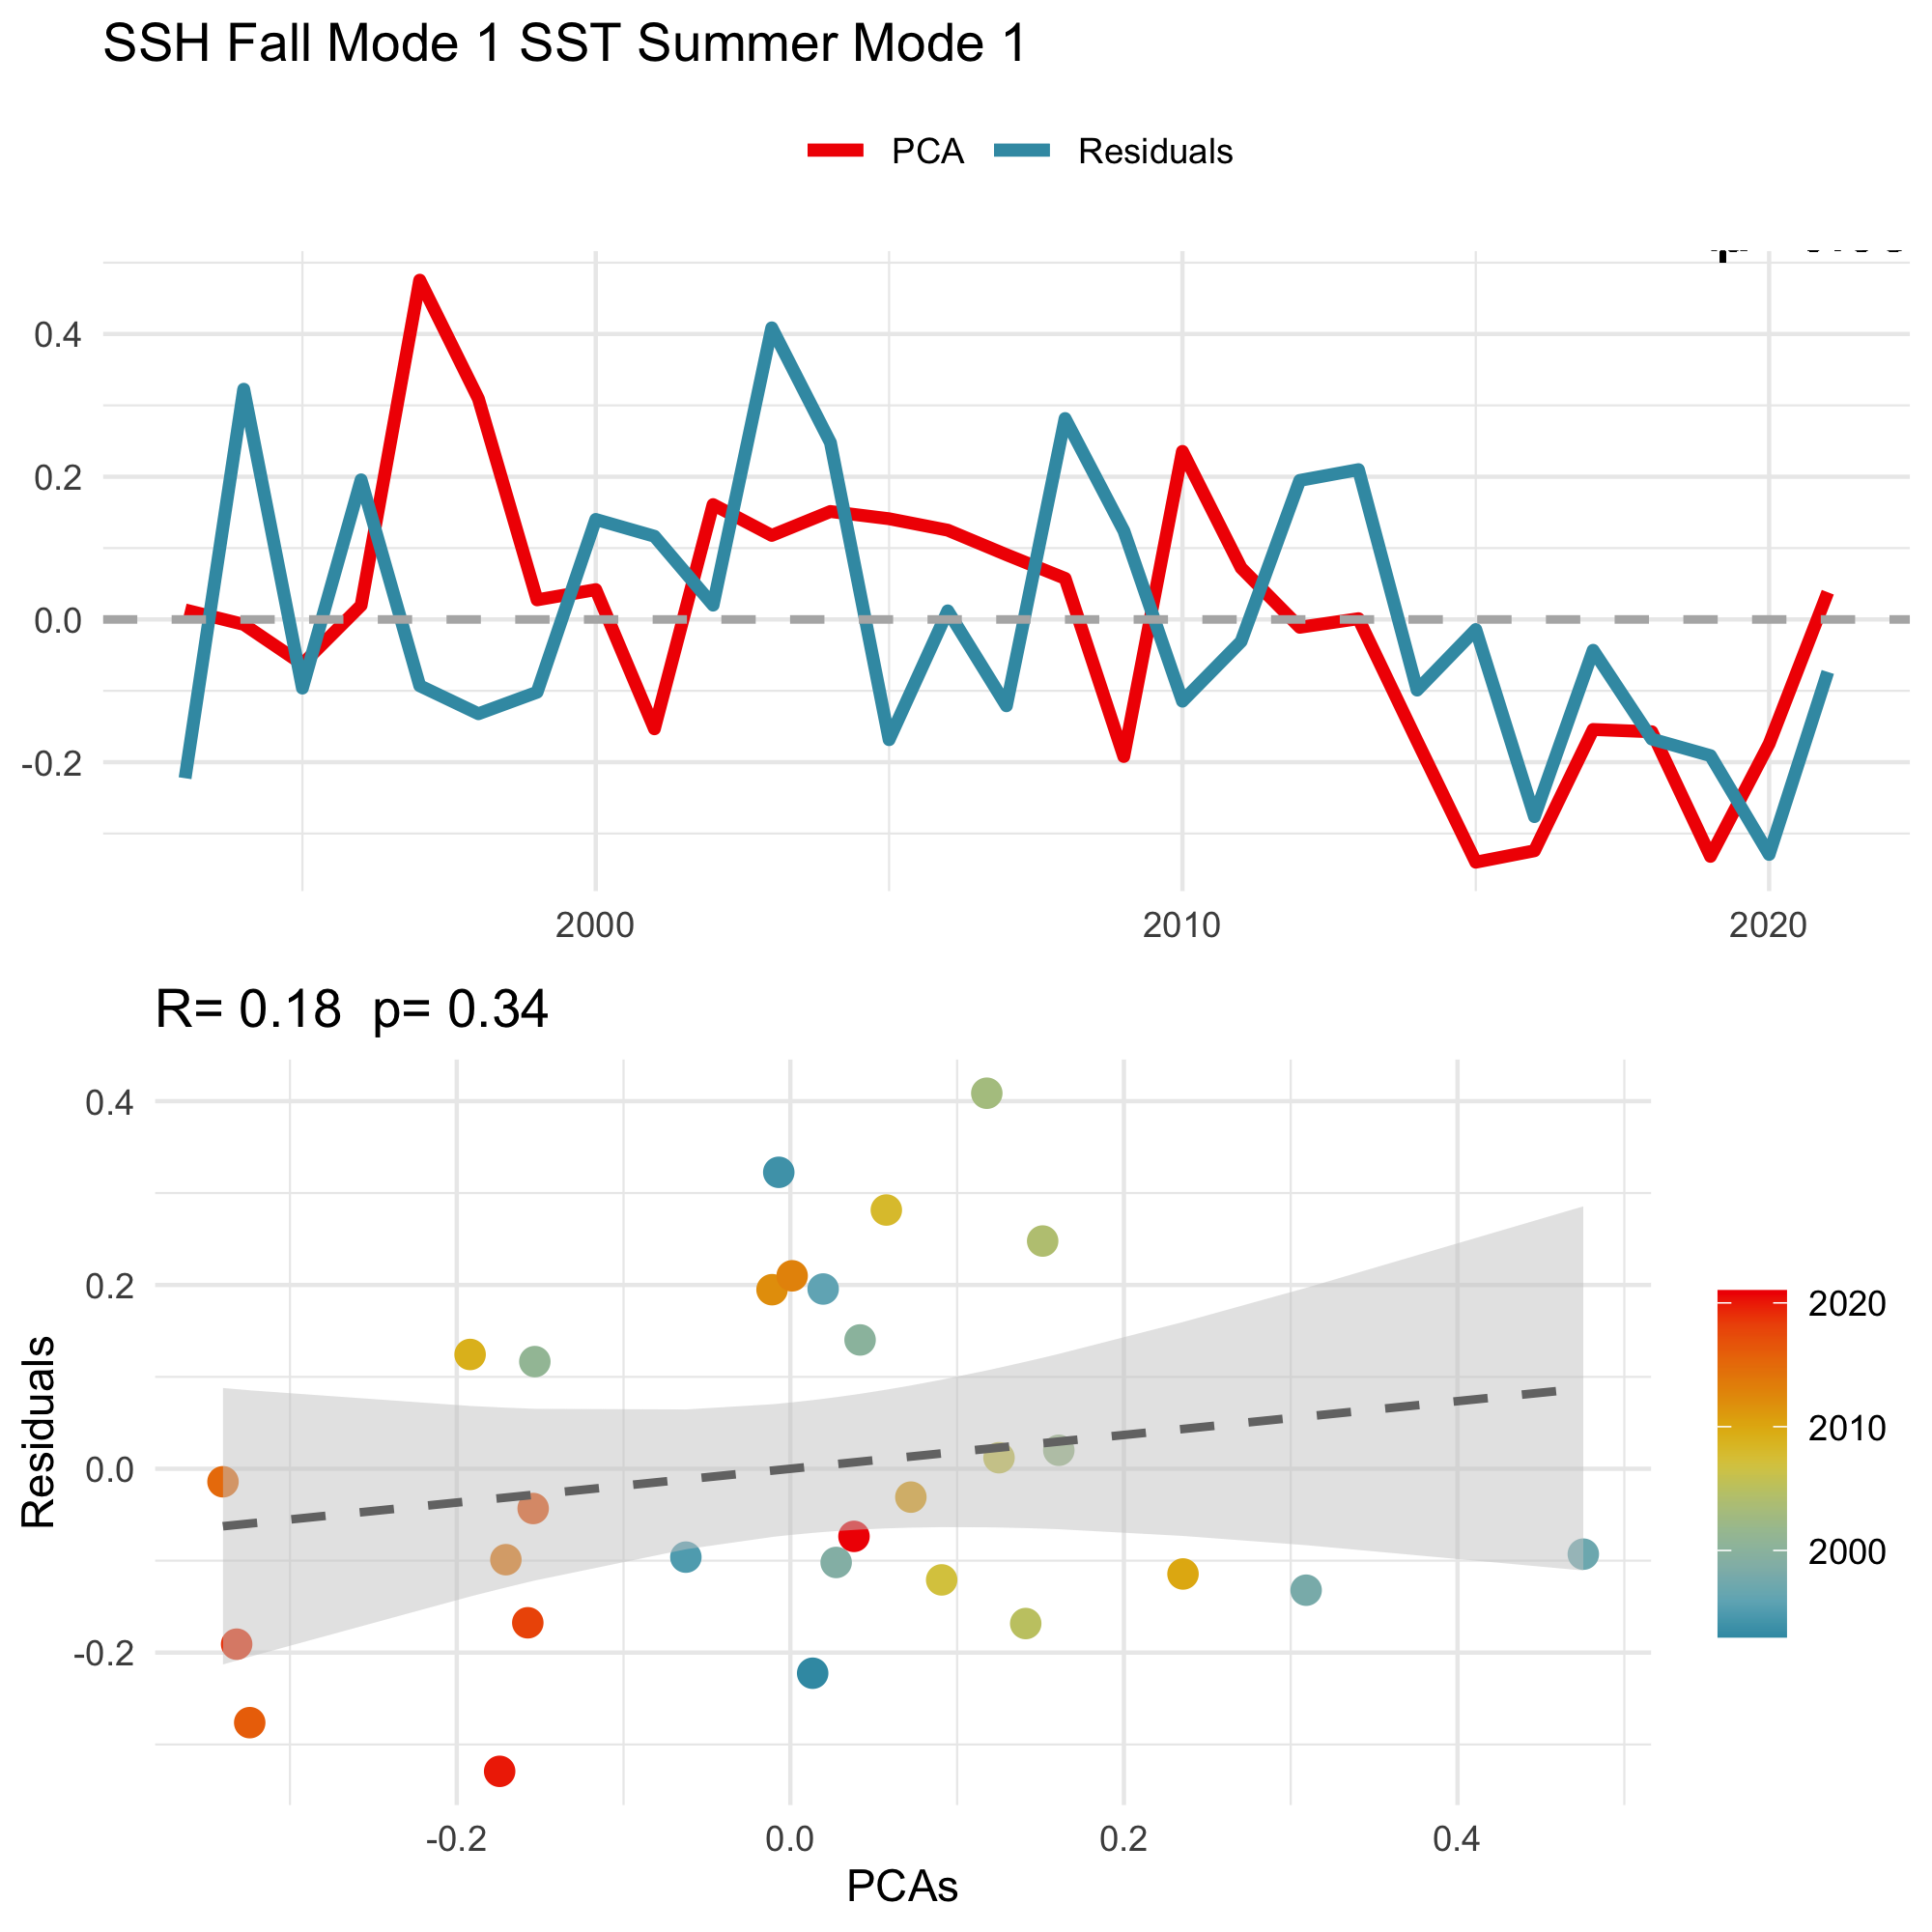 SSH Fall Mode 1 SST Summer Mode 1
PCA Residuals
0.4
0.2
0.0
-0.2
2000 2010 2020
R= 0.18 p= 0.34
Residuals
0.4
0.2
0.0
-0.2
-0.2 0.0 0.2 0.4
PCAs
2020
2010
2000